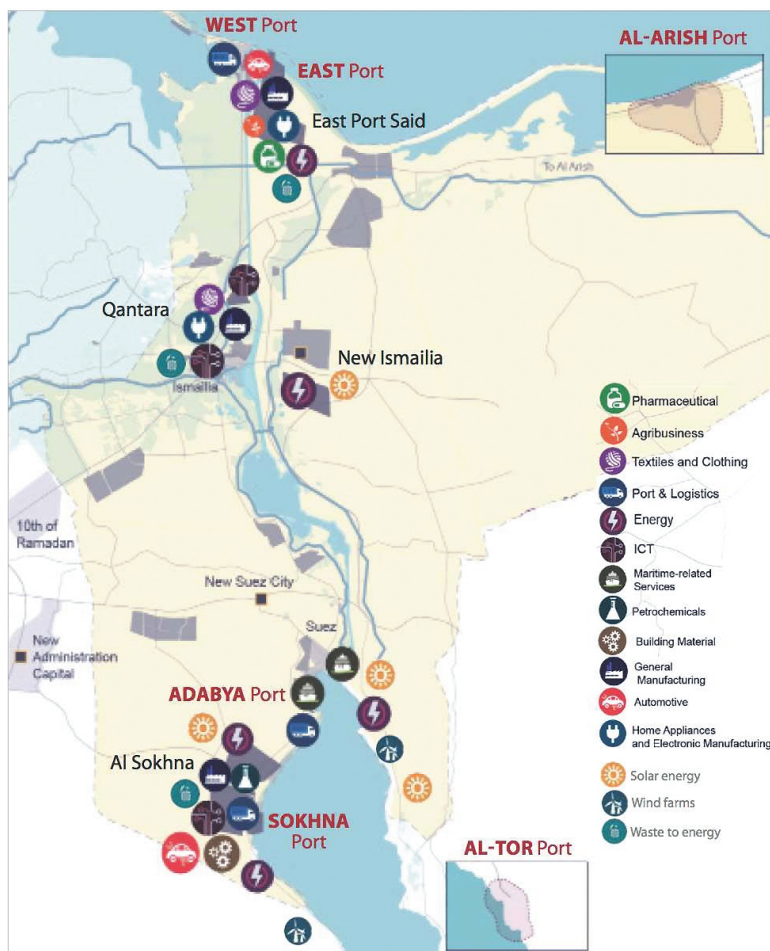 WEST Port
EAST Port
East Port Said
AL-ARISH Port
To Al Arish
Qantara
Ismailia
New Ismailia
10th of
Ramadan
New Suez City
Suez
New
Administration
Capital
ADABYA Port
Al Sokhna
SOKHNA
Port
AL-TOR Port
Pharmaceutical
Agribusiness
Textiles and Clothing
Port & Logistics
Energy
ICT
Maritime-related
Services
Petrochemicals
Building Material
General
Manufacturing
Automotive
Home Appliances
and Electronic Manufacturing
Solar energy
Wind farms
Waste to energy